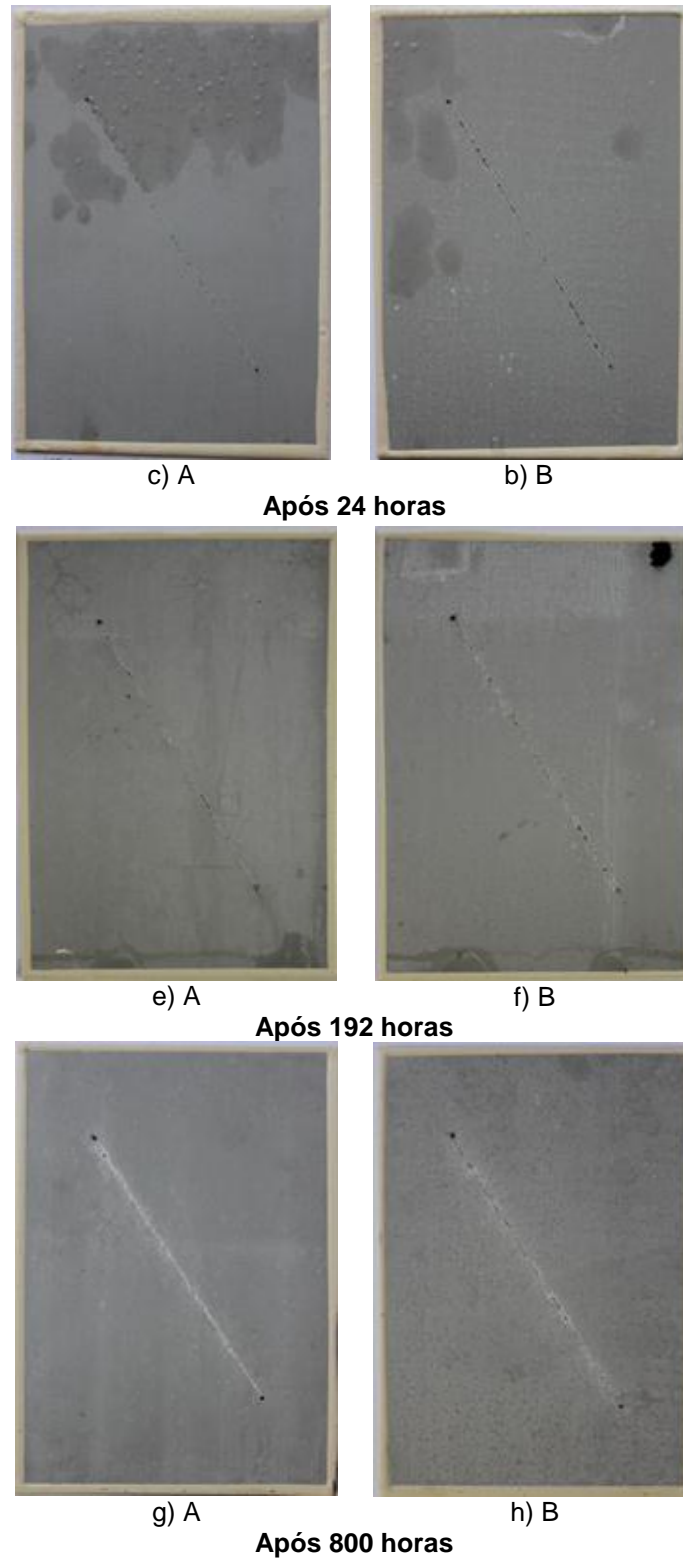 c) A b) B
Após 24 horas
e) A f) B
Após 192 horas
g) A h) B
Após 800 horas